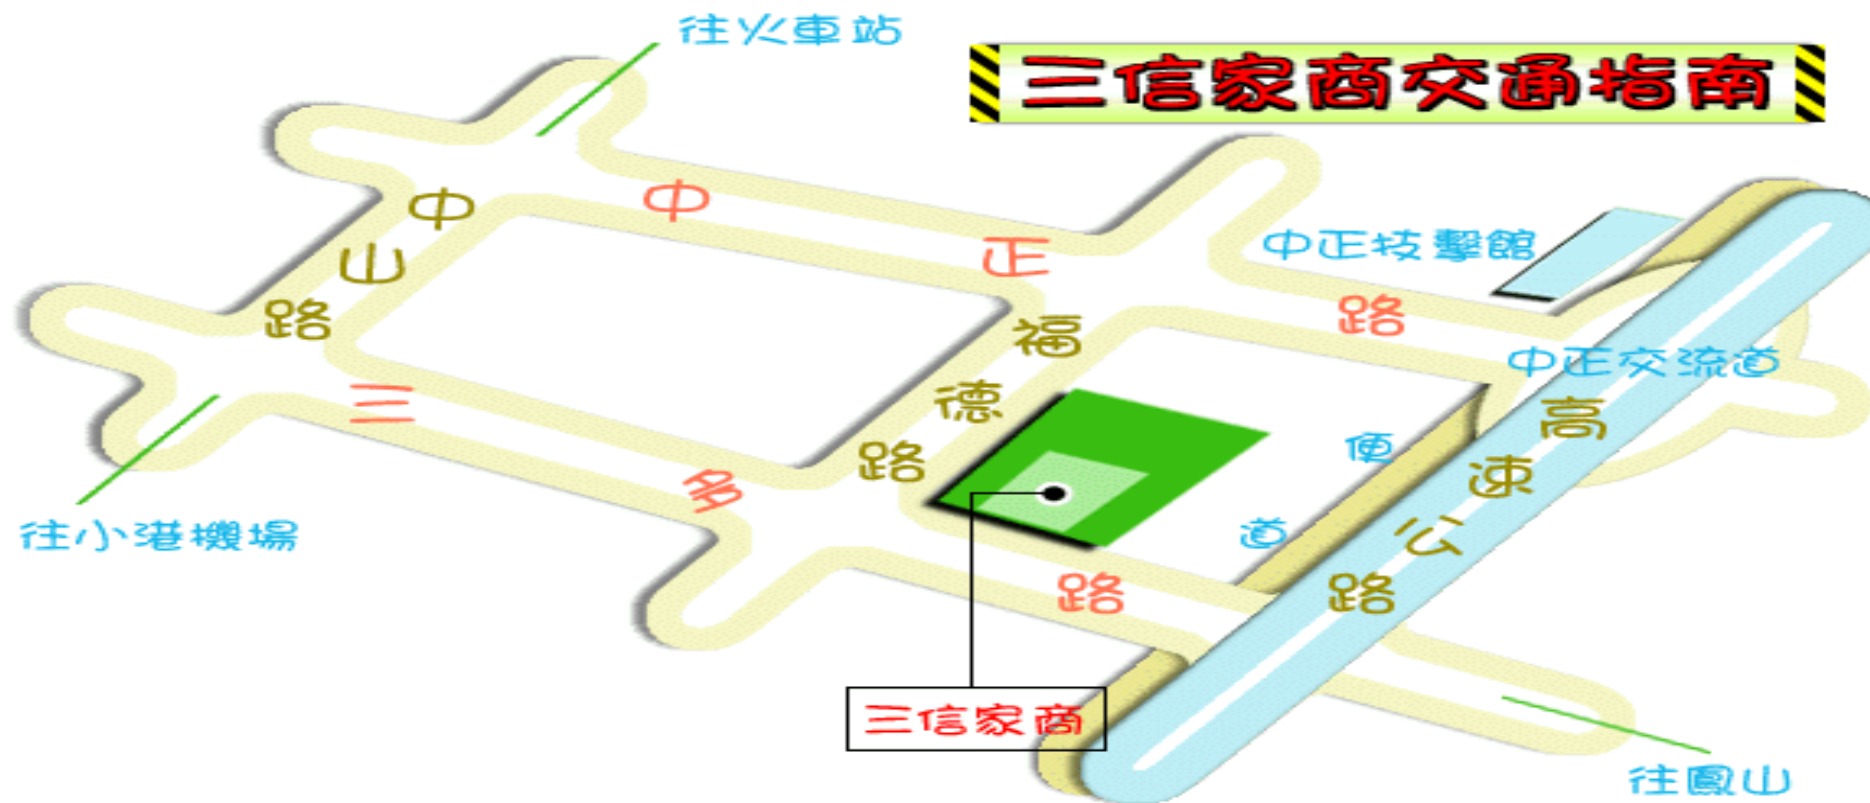 往火車站
三信家商交通指南
中山路
中正路
中正技擊館
福德路
中正交流道
三多路
便道
高速公路
往小港機場
三信家商
往鳳山